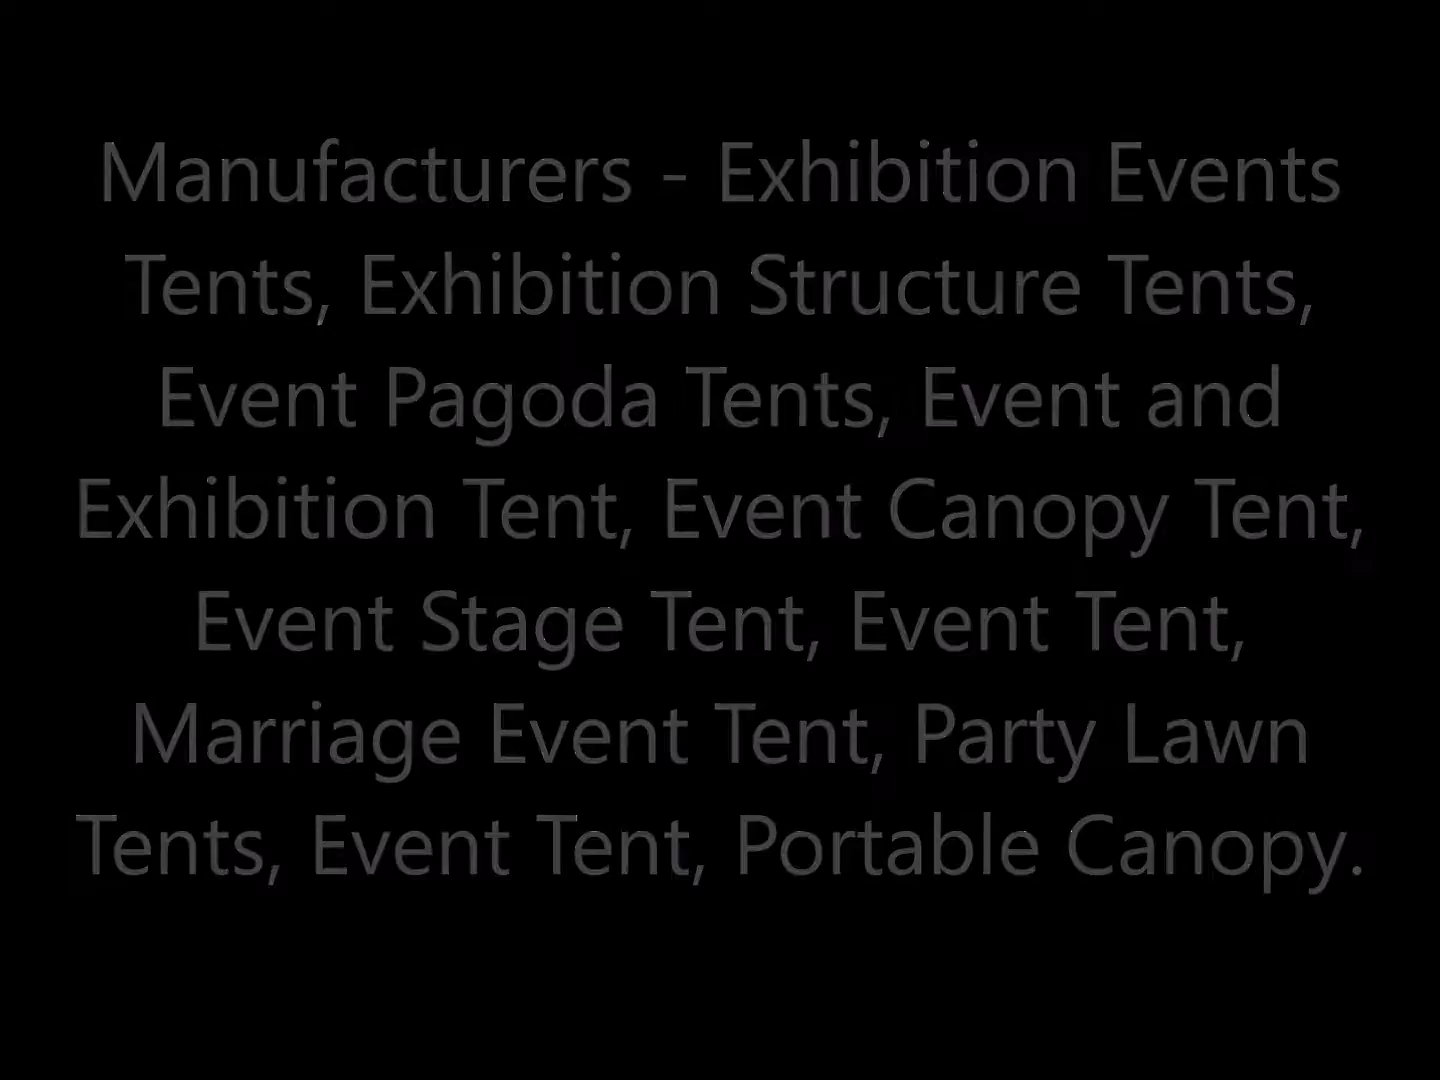 Manufacturers - Exhibition Events
Tents, Exhibition Structure Tents,
Event Pagoda Tents, Event and
Exhibition Tent, Event Canopy Tent,
Event Stage Tent, Event Tent,
Marriage Event Tent, Party Lawn
Tents, Event Tent, Portable Canopy.